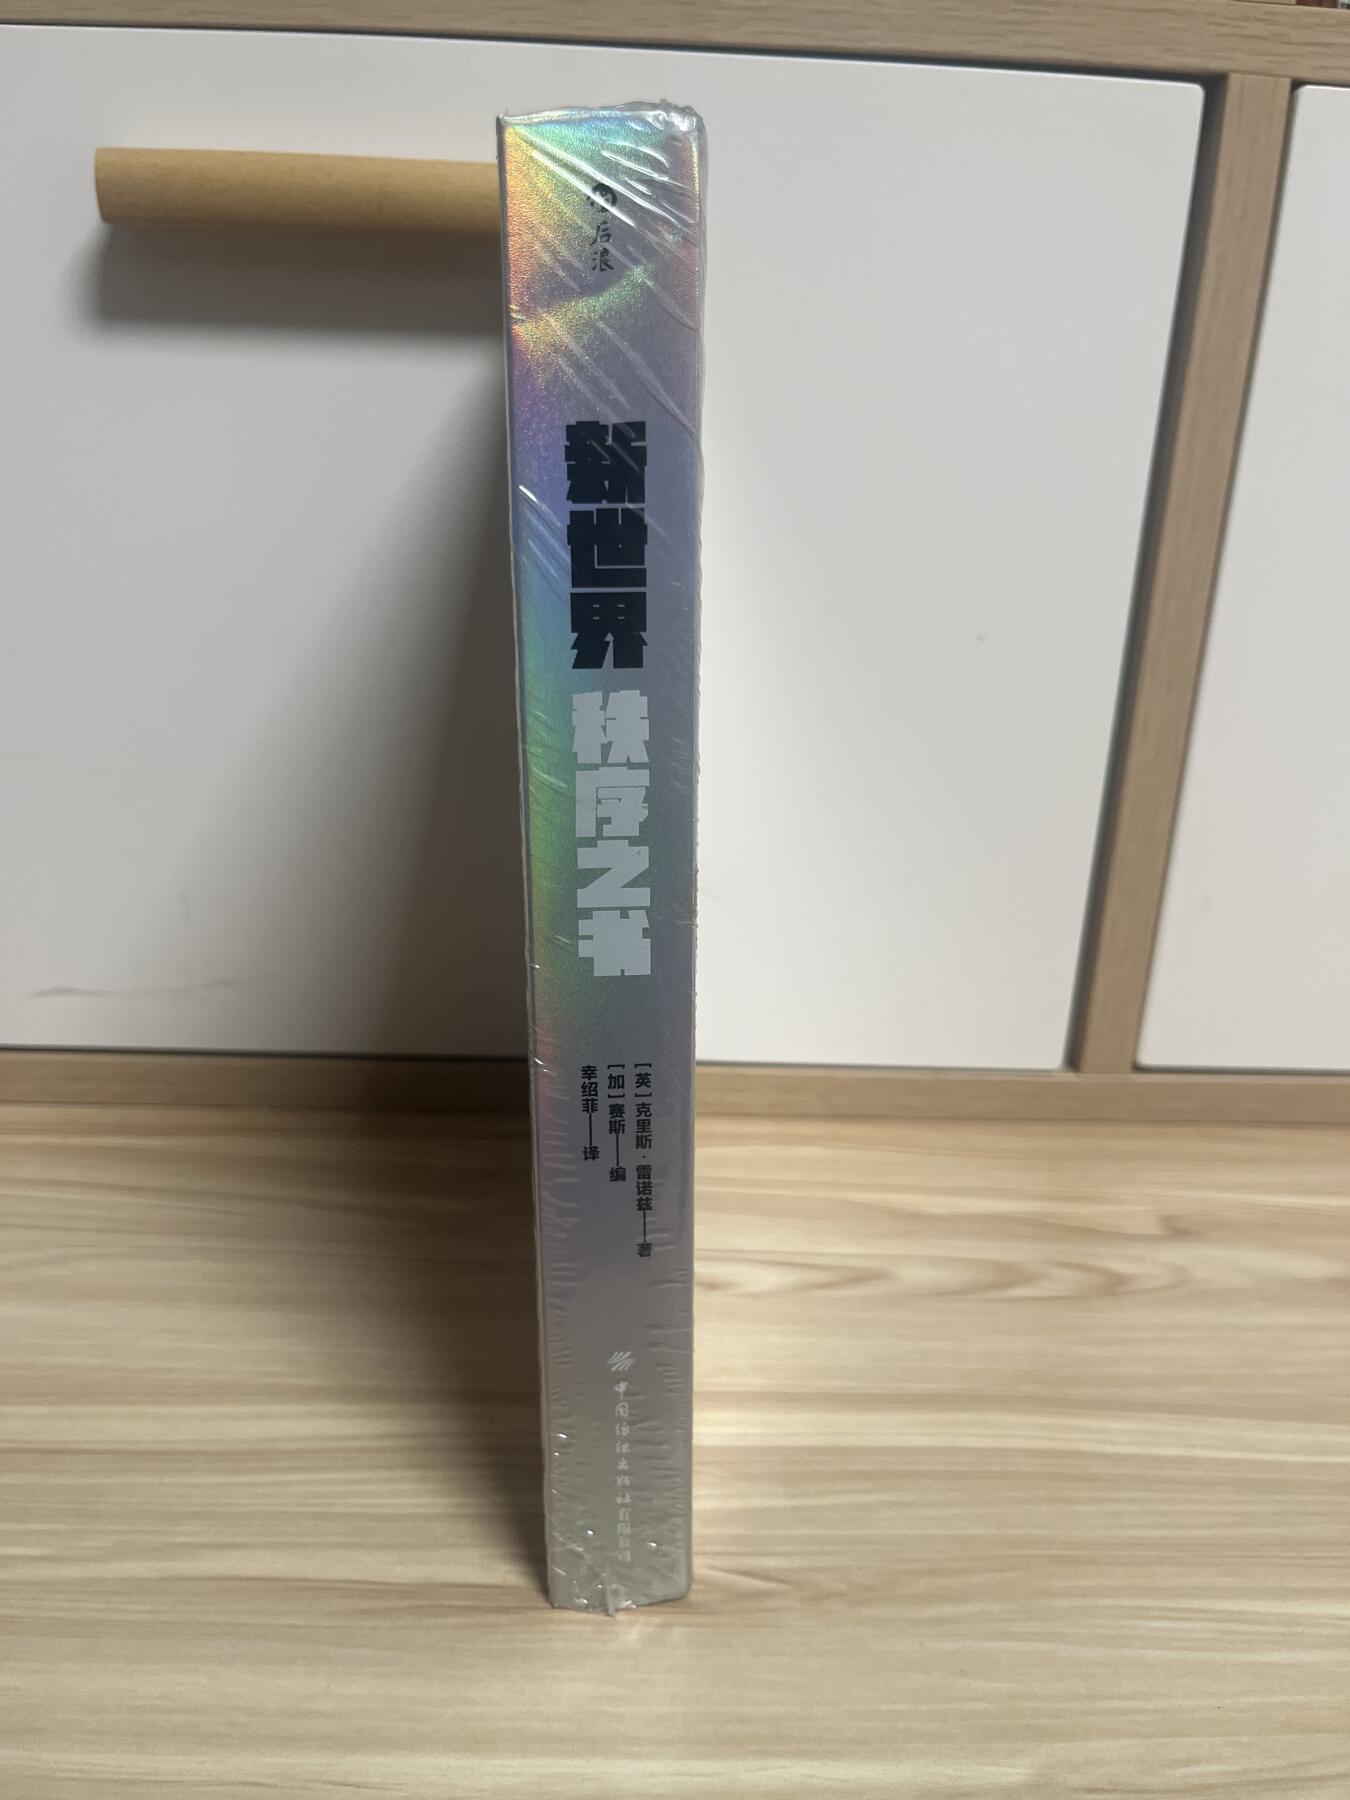 后浪
新世界
秩序之书
[英]克里斯·雷诺兹——著
[加]赛斯——编
幸绍菲——译
中国纺织出版社有限公司